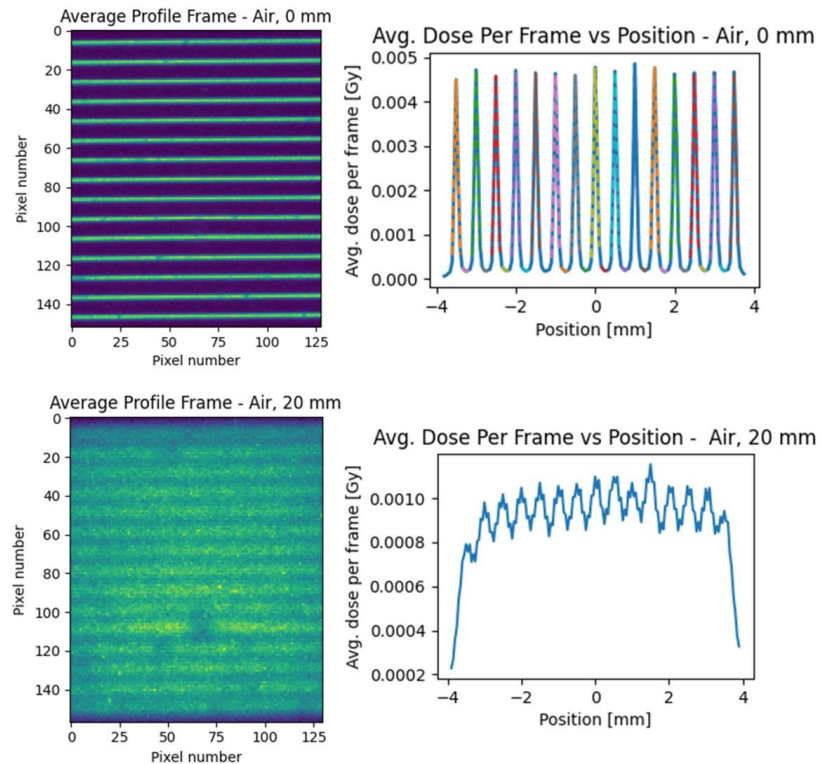 Average Profile Frame - Air, 0 mm
0
20
40
60
80
100
120
140
Pixel number
0 25 50 75 100 125
Pixel number
Avg. Dose Per Frame vs Position - Air, 0 mm
0.005
0.004
0.003
0.002
0.001
0.000
Avg. dose per frame [Gy]
−4 −2 0 2 4
Position [mm]
Average Profile Frame - Air, 20 mm
0
20
40
60
80
100
120
140
Pixel number
0 25 50 75 100 125
Pixel number
Avg. Dose Per Frame vs Position - Air, 20 mm
0.0010
0.0008
0.0006
0.0004
0.0002
Avg. dose per frame [Gy]
−4 −2 0 2 4
Position [mm]